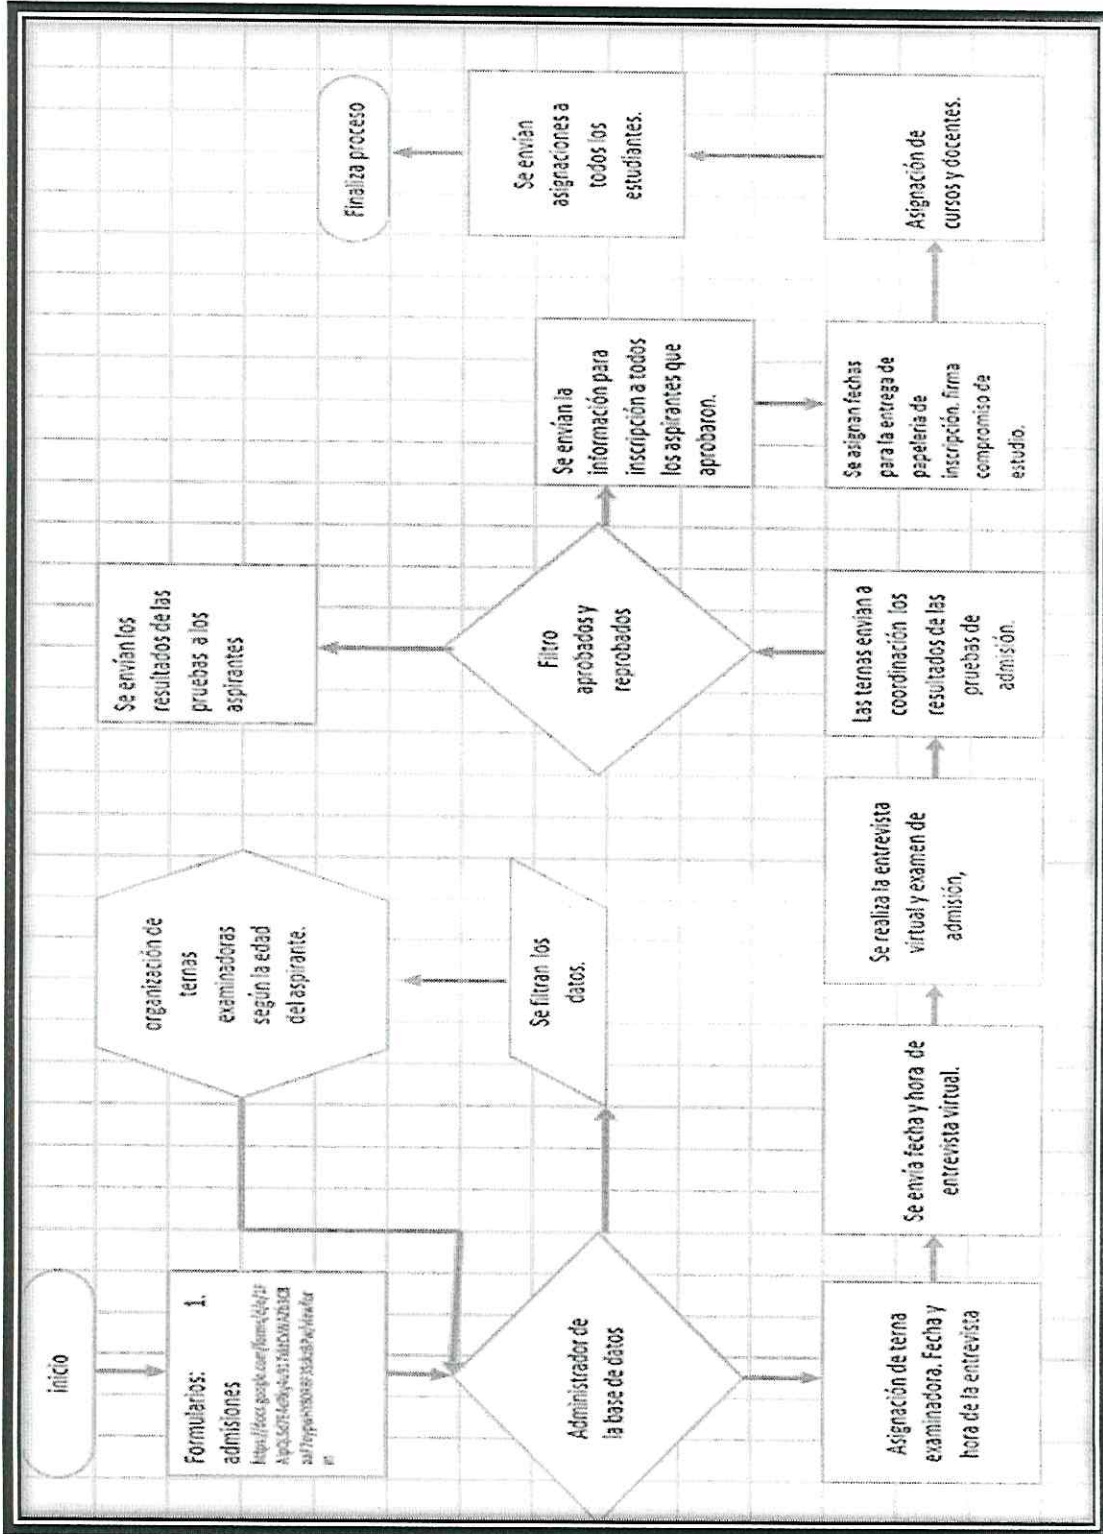 inicio
Formularios: 1.
admisiones
Administrador de
la base de datos
Se filtran los
datos.
organización de
ternas
examinadoras
según la edad
del aspirante.
Asignación de terna
examinadora. Fecha y
hora de la entrevista
Se envía fecha y hora de
entrevista virtual.
Se realiza la entrevista
virtual y examen de
admisión,
Las ternas envían a
coordinación los
resultados de las
pruebas de
admisión.
Filtro
aprobados y
reprobados
Se envían los
resultados de las
pruebas a los
aspirantes
Se envían la
información para
inscripción a todos
los aspirantes que
aprobaron.
Se asignan fechas
para la entrega de
papelería de
inscripción. firma
compromiso de
estudio.
Asignación de
cursos y docentes.
Se envían
asignaciones a
todos los
estudiantes.
Finaliza proceso